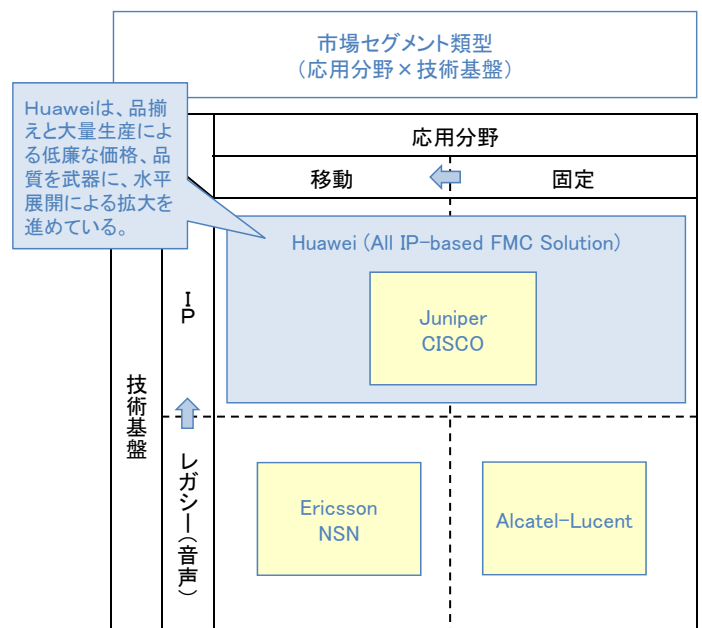 市場セグメント類型
（応用分野×技術基盤）
Huaweiは、品揃
えと大量生産によ
る低廉な価格、品
質を武器に、水平
展開による拡大を
進めている。
応用分野
移動
固定
Huawei（All IP-based FMC Solution）
Juniper
CISCO
IP
技術基盤
レガシー（音声）
Ericsson
NSN
Alcatel-Lucent